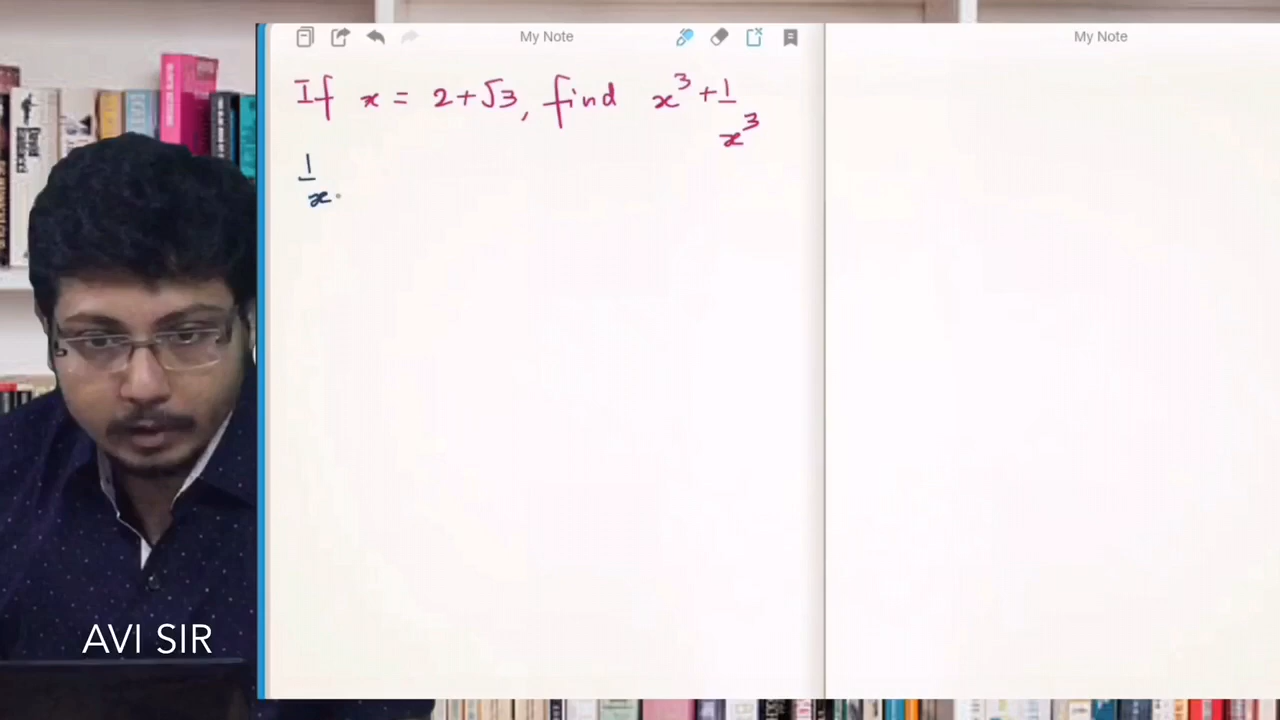 My Note
My Note
If x = 2+√3, find x³ + 1/x³
1/x
AVI SIR